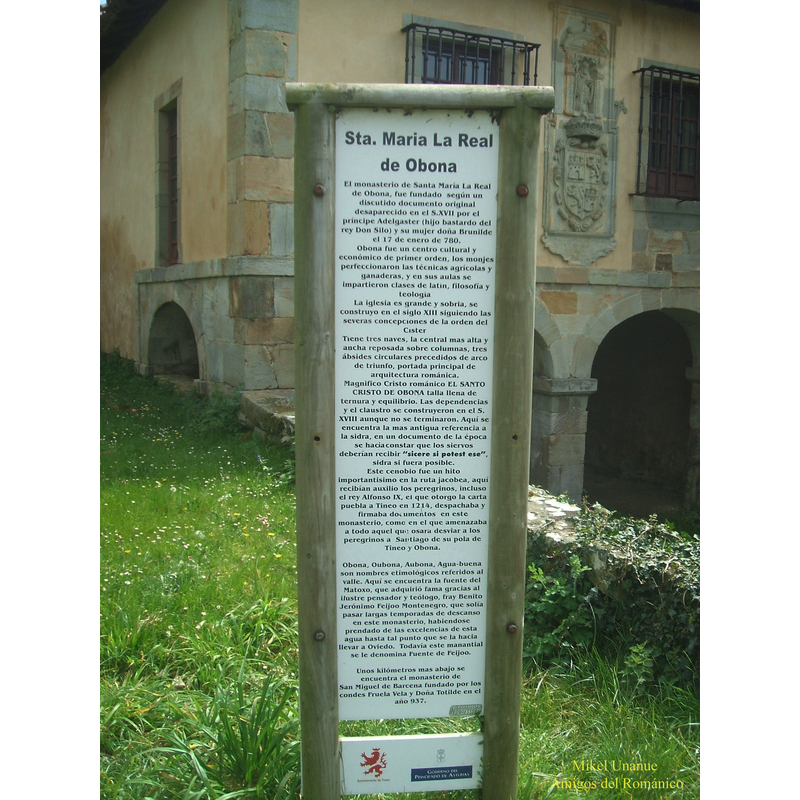 Sta. Maria La Real
de Obona
El monasterio de Santa María La Real
de Obona, fue fundado según un
discutido documento original
desaparecido en el S.XVII por el
príncipe Adelgaster (hijo bastardo del
rey Don Silo) y su mujer doña Brunilde
el 17 de enero de 780.
Obona fue un centro cultural y
económico de primer orden, los monjes
perfeccionaron las técnicas agrícolas y
ganaderas, y en sus aulas se
impartieron clases de latín, filosofía y
teología
La iglesia es grande y sobria, se
construyo en el siglo XIII siguiendo las
severas concepciones de la orden del
Císter
Tiene tres naves, la central mas alta y
ancha reposada sobre columnas, tres
ábsides circulares precedidos de arco
de triunfo, portada principal de
arquitectura románica.
Magnifico Cristo románico EL SANTO
CRISTO DE OBONA talla llena de
ternura y equilibrio. Las dependencias
y el claustro se construyeron en el S.
XVIII aunque no se terminaron. Aquí se
encuentra la mas antigua referencia a
la sidra, en un documento de la época
se hacía constar que los siervos
deberían recibir "sicere si potest ese",
sidra si fuera posible.
Este cenobio fue un hito
importantísimo en la ruta jacobea, aquí
recibían auxilio los peregrinos, incluso
el rey Alfonso IX, el que otorgo la carta
puebla a Tineo en 1214, despachaba y
firmaba documentos en este
monasterio, como en el que amenazaba
a todo aquel que osara desviar a los
peregrinos a Santiago de su pola de
Tineo y Obona.
Obona, Oubona, Aubona, Agua-buena
son nombres etimológicos referidos al
valle. Aquí se encuentra la fuente del
Matoxo, que adquirió fama gracias al
ilustre pensador y teólogo, fray Benito
Jerónimo Feijoo Montenegro, que solía
pasar largas temporadas de descanso
en este monasterio, habiendose
prendado de las excelencias de esta
agua hasta tal punto que se la hacía
llevar a Oviedo. Todavía este manantial
se le denomina Fuente de Feijoo.
Unos kilómetros mas abajo se
encuentra el monasterio de
San Miguel de Barcena fundado por los
condes Fruela Vela y Doña Totilde en el
año 937.
GOBIERNO DEL
PRINCIPADO DE ASTURIAS
Mikel Unanue
Amigos del Románico